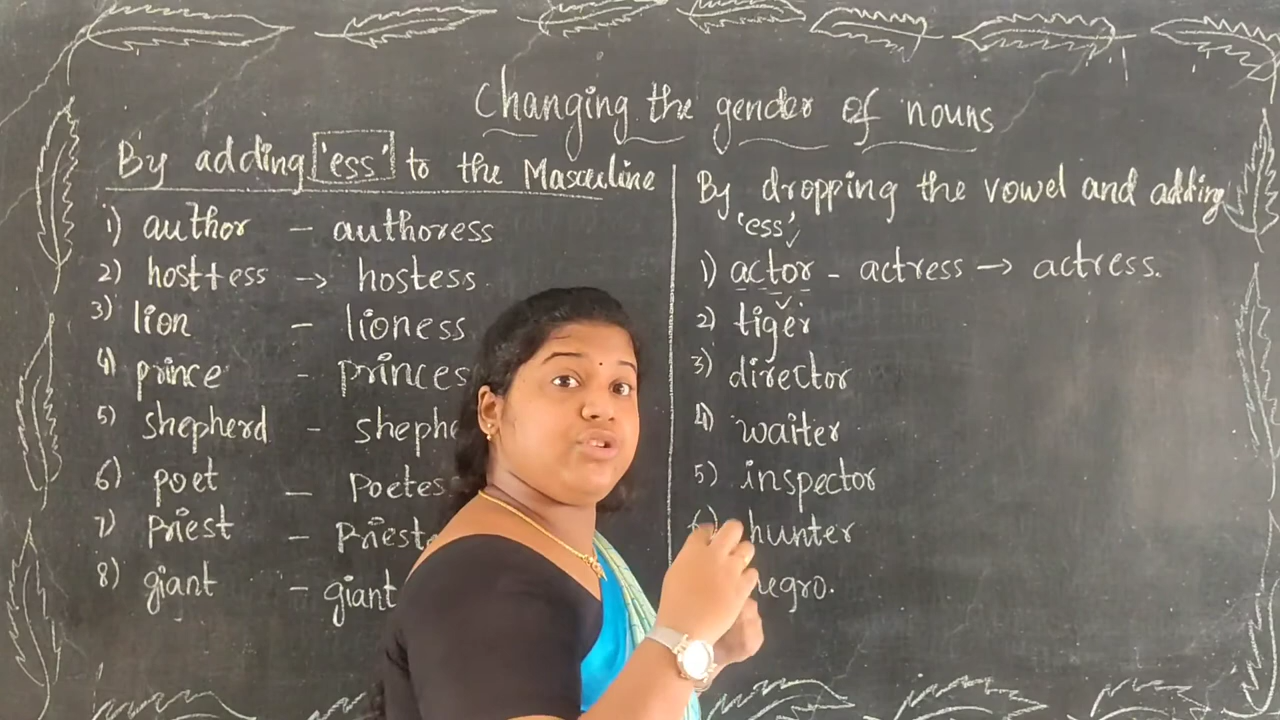 Changing the gender of nouns
By adding 'ess' to the Masculine
1) author - authoress
2) host+ess → hostess
3) lion - lioness
4) prince - princes
5) shepherd - sheph
6) poet - Poetes
7) Priest - Priest
8) giant - giant
By dropping the vowel and adding
'ess'
1) actor - actress → actress.
2) tiger
3) director
4) waiter
5) inspector
6) hunter
negro.